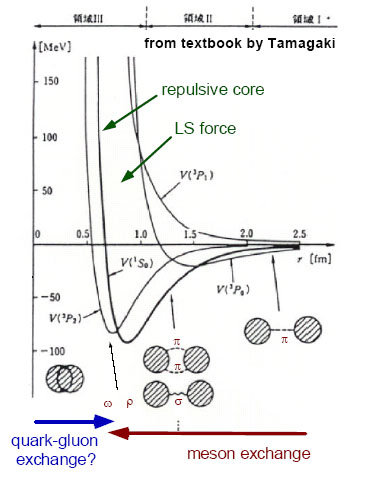 領域III
領域II
領域I
[MeV]
from textbook by Tamagaki
150
repulsive core
100
LS force
50
V(³P₁)
0
0.5
1.0
1.5
2.0
2.5
r [fm]
V(¹S₀)
V(³P₀)
V(³P₂)
-50
-100
π
π
π
σ
ω ρ
quark-gluon
exchange?
meson exchange